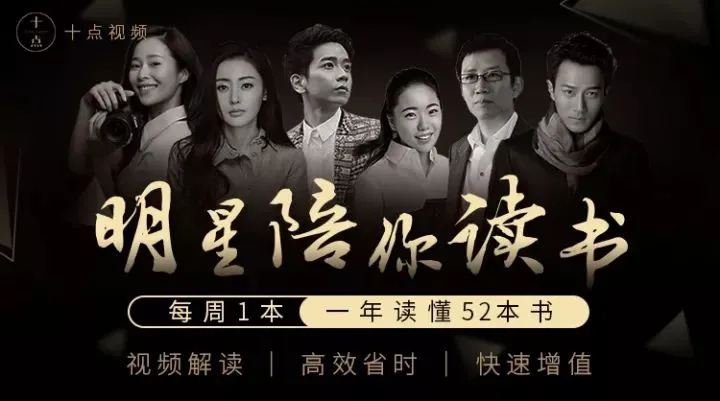 十点
十点视频
明星陪你读书
每周1本 一年读懂52本书
视频解读 | 高效省时 | 快速增值